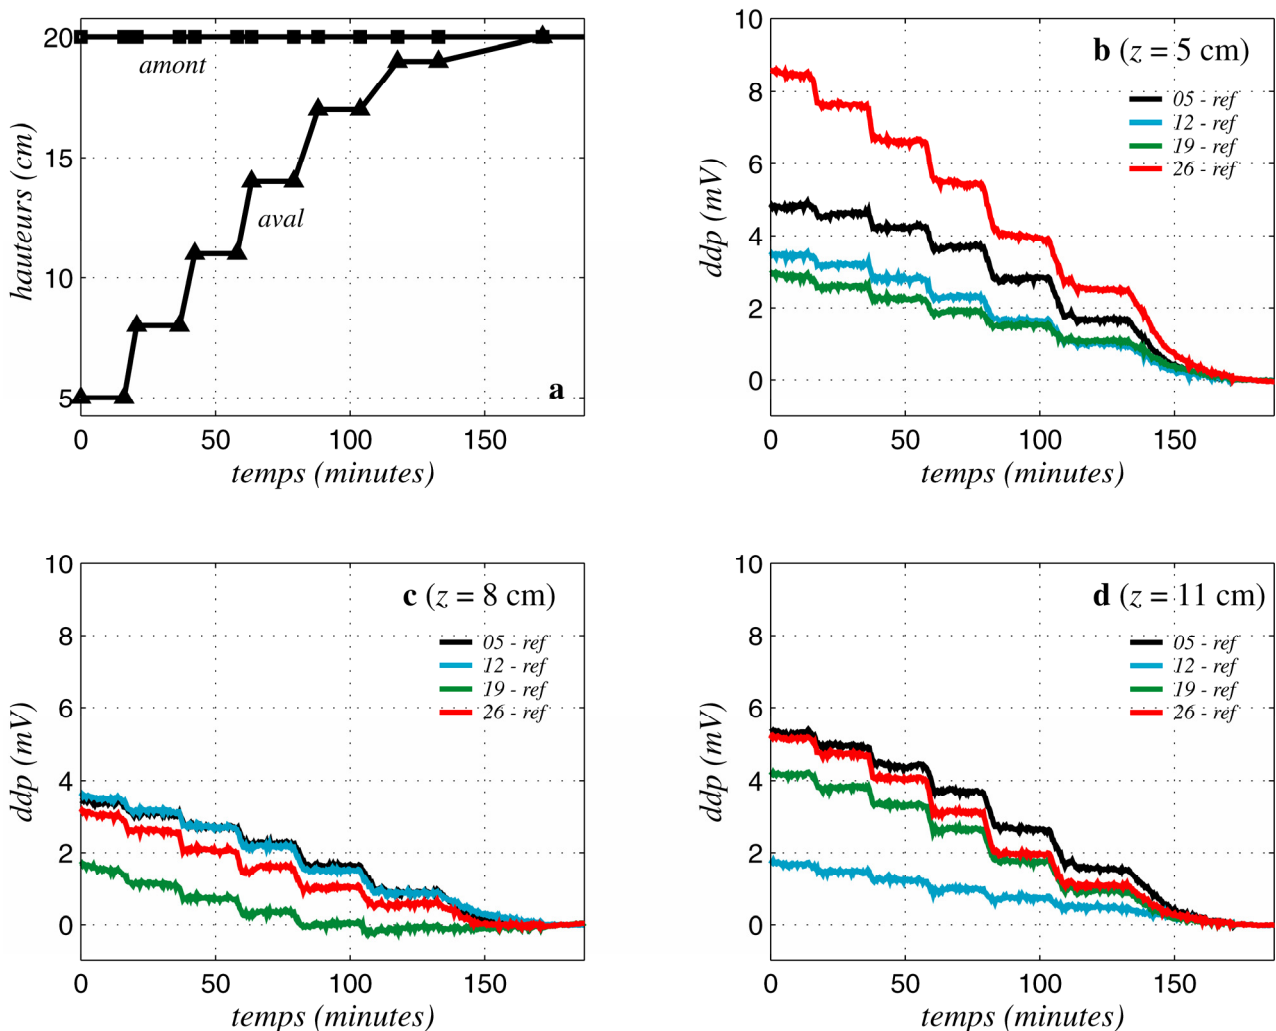 20
15
10
5
hauteurs (cm)
amont
aval
a
0
50
100
150
temps (minutes)
10
8
6
4
2
0
ddp (mV)
b (z = 5 cm)
05 - ref
12 - ref
19 - ref
26 - ref
0
50
100
150
temps (minutes)
10
8
6
4
2
0
ddp (mV)
c (z = 8 cm)
05 - ref
12 - ref
19 - ref
26 - ref
0
50
100
150
temps (minutes)
10
8
6
4
2
0
ddp (mV)
d (z = 11 cm)
05 - ref
12 - ref
19 - ref
26 - ref
0
50
100
150
temps (minutes)